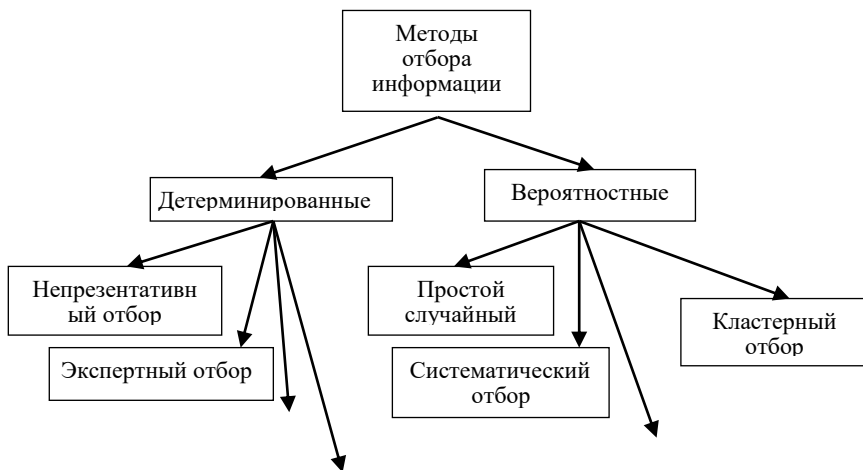 Методы
отбора
информации
Детерминированные
Вероятностные
Непрезентативн
ый отбор
Простой
случайный
Кластерный
отбор
Экспертный отбор
Систематический
отбор